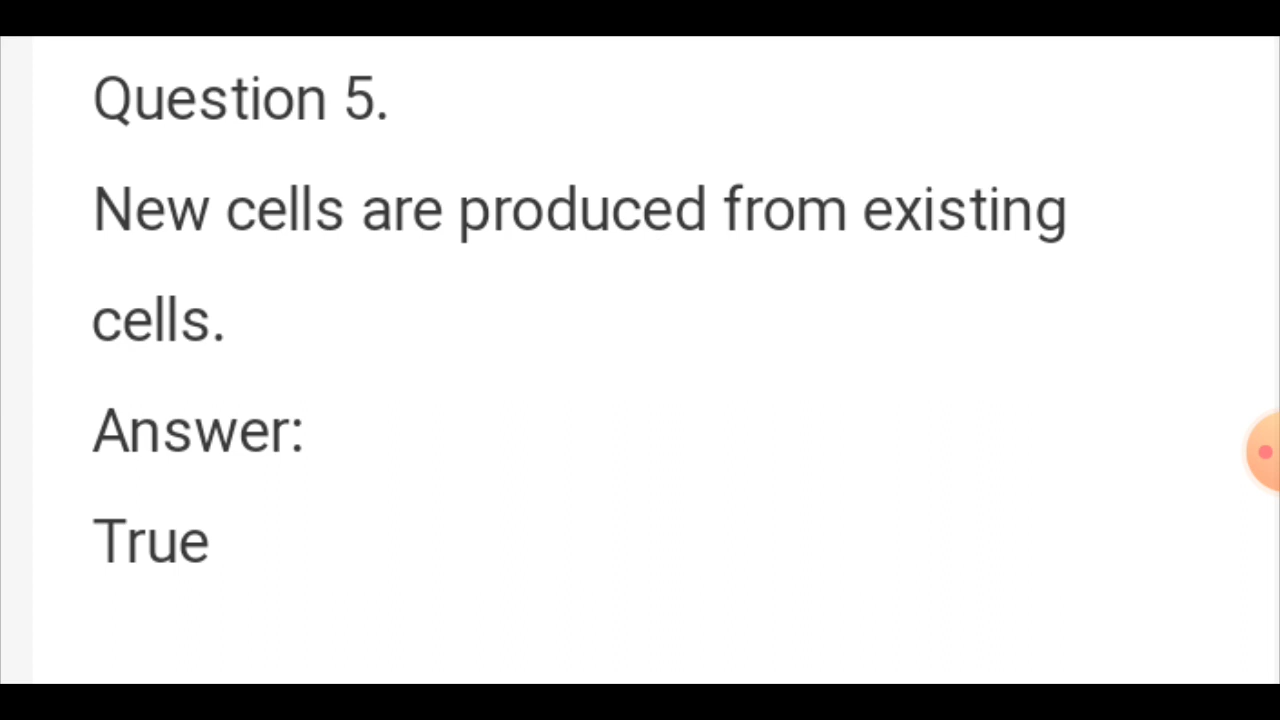 Question 5.
New cells are produced from existing
cells.
Answer:
True